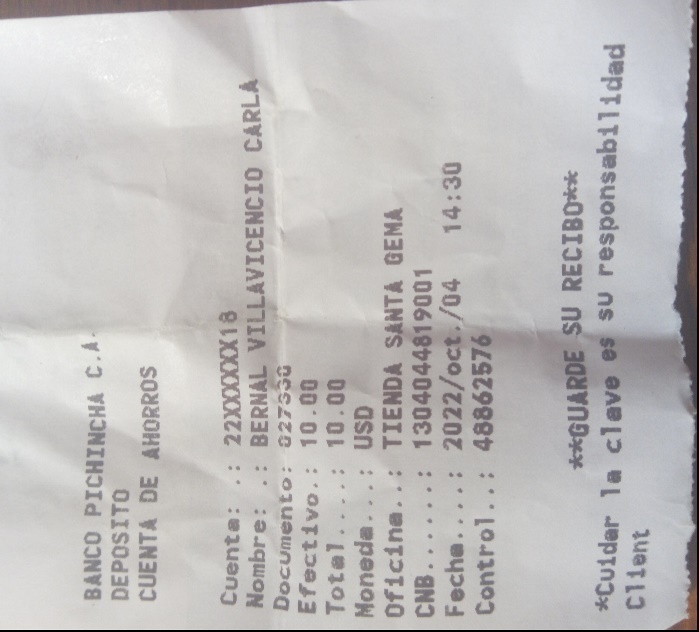 BANCO PICHINCHA C.A.
DEPOSITO
CUENTA DE AHORROS
Cuenta: .: 22XXXXXX18
Nombre: .: BERNAL VILLAVICENCIO CARLA
Documento: 027330
Efectivo.: 10.00
Total....: 10.00
Moneda...: USD
Oficina..: TIENDA SANTA GEMA
CNB......: 1304044819001
Fecha....: 2022/oct./04 14:30
Control..: 48862576
**GUARDE SU RECIBO**
*Cuidar la clave es su responsabilidad
Client